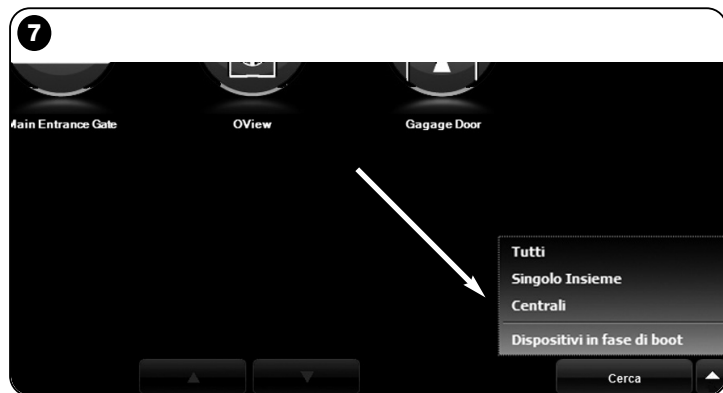 7
Main Entrance Gate
OView
Gagage Door
Tutti
Singolo Insieme
Centrali
Dispositivi in fase di boot
Cerca